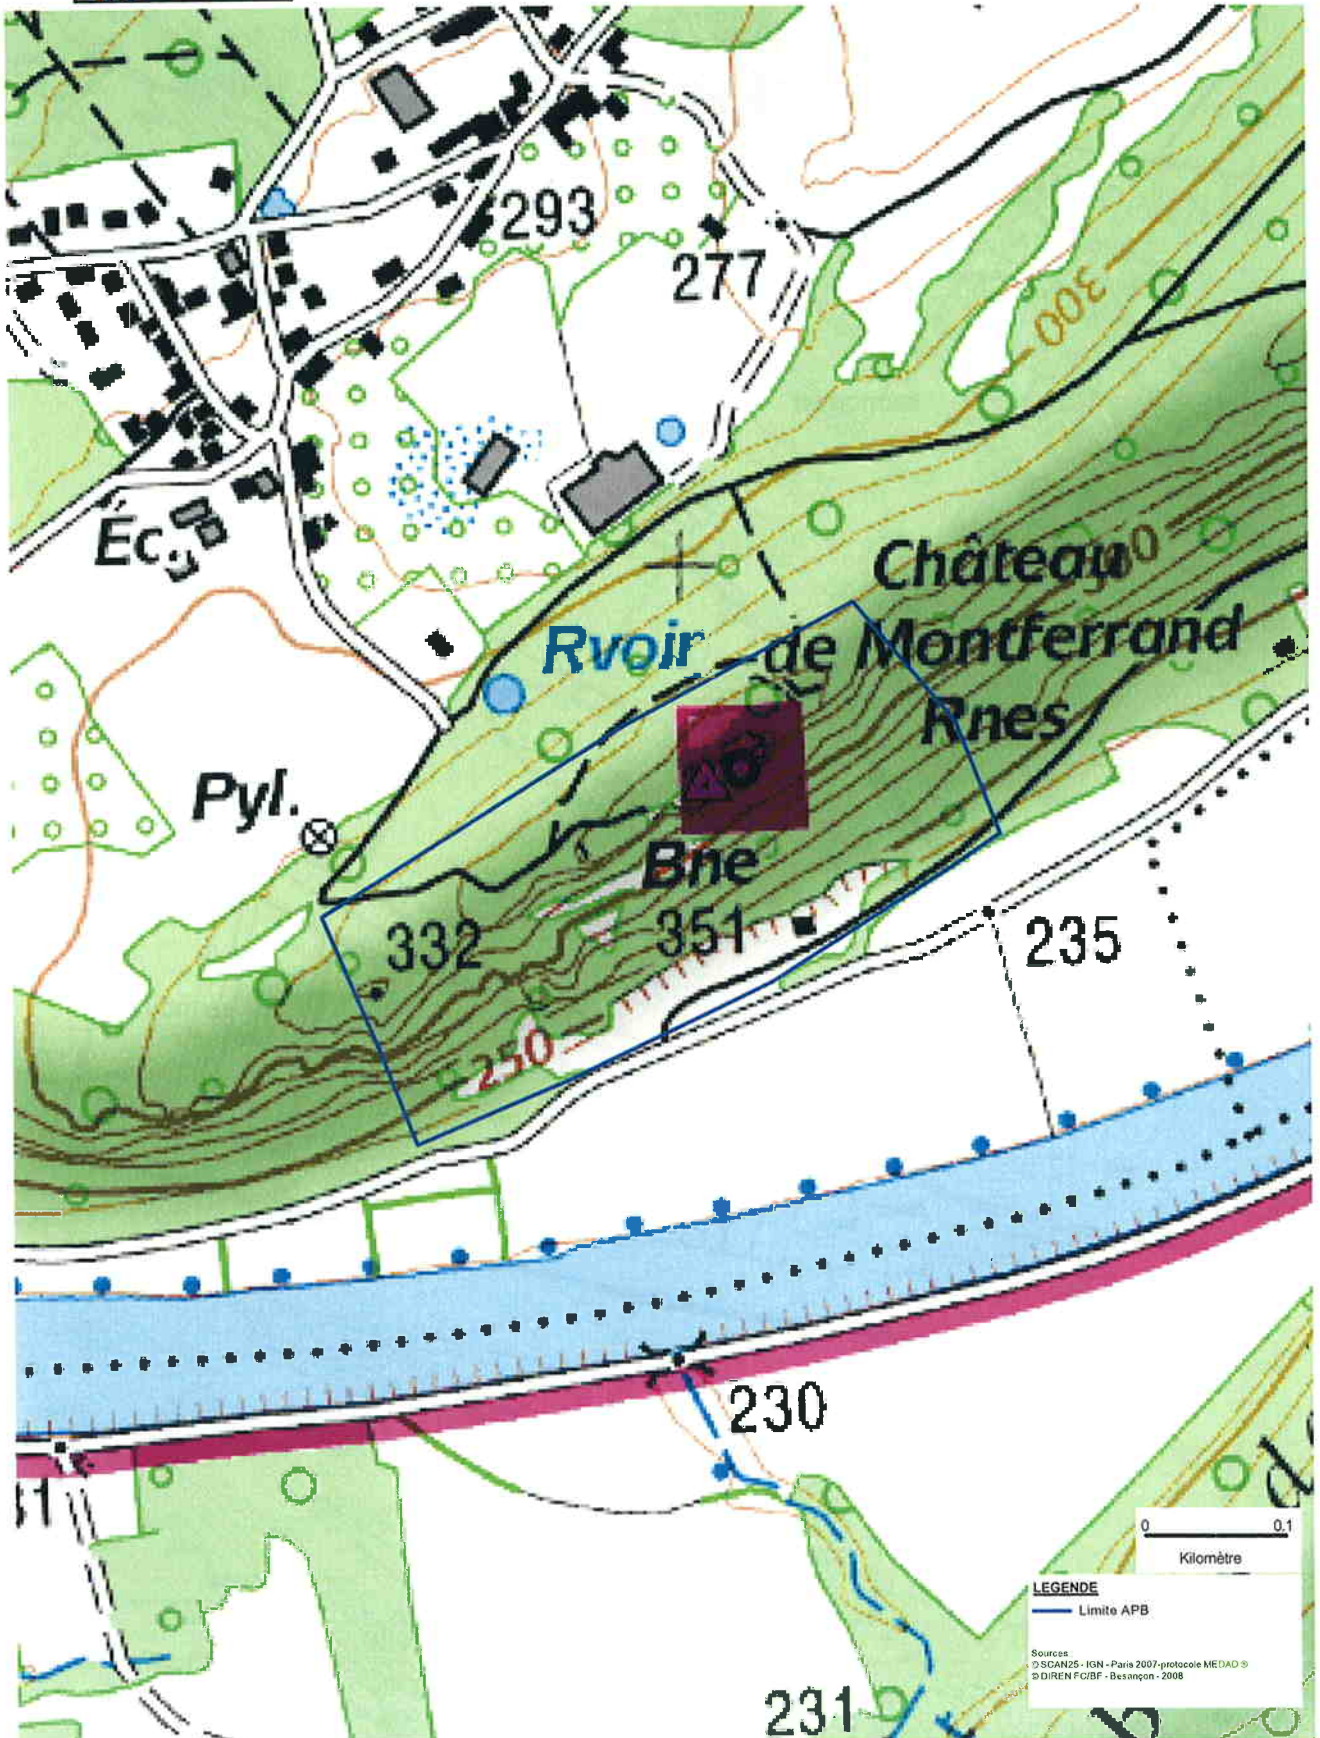 293
277
300
Éc.
Château
de Montferrand
Rnes
Rvoir
Pyl.
Bne
332
351
235
250
230
231
0 0.1
Kilomètre
LEGENDE
Limite APB
Sources
© SCAN25 - IGN - Paris 2007-protocole MEDAD ®
© DIREN FC/BF - Besançon - 2008